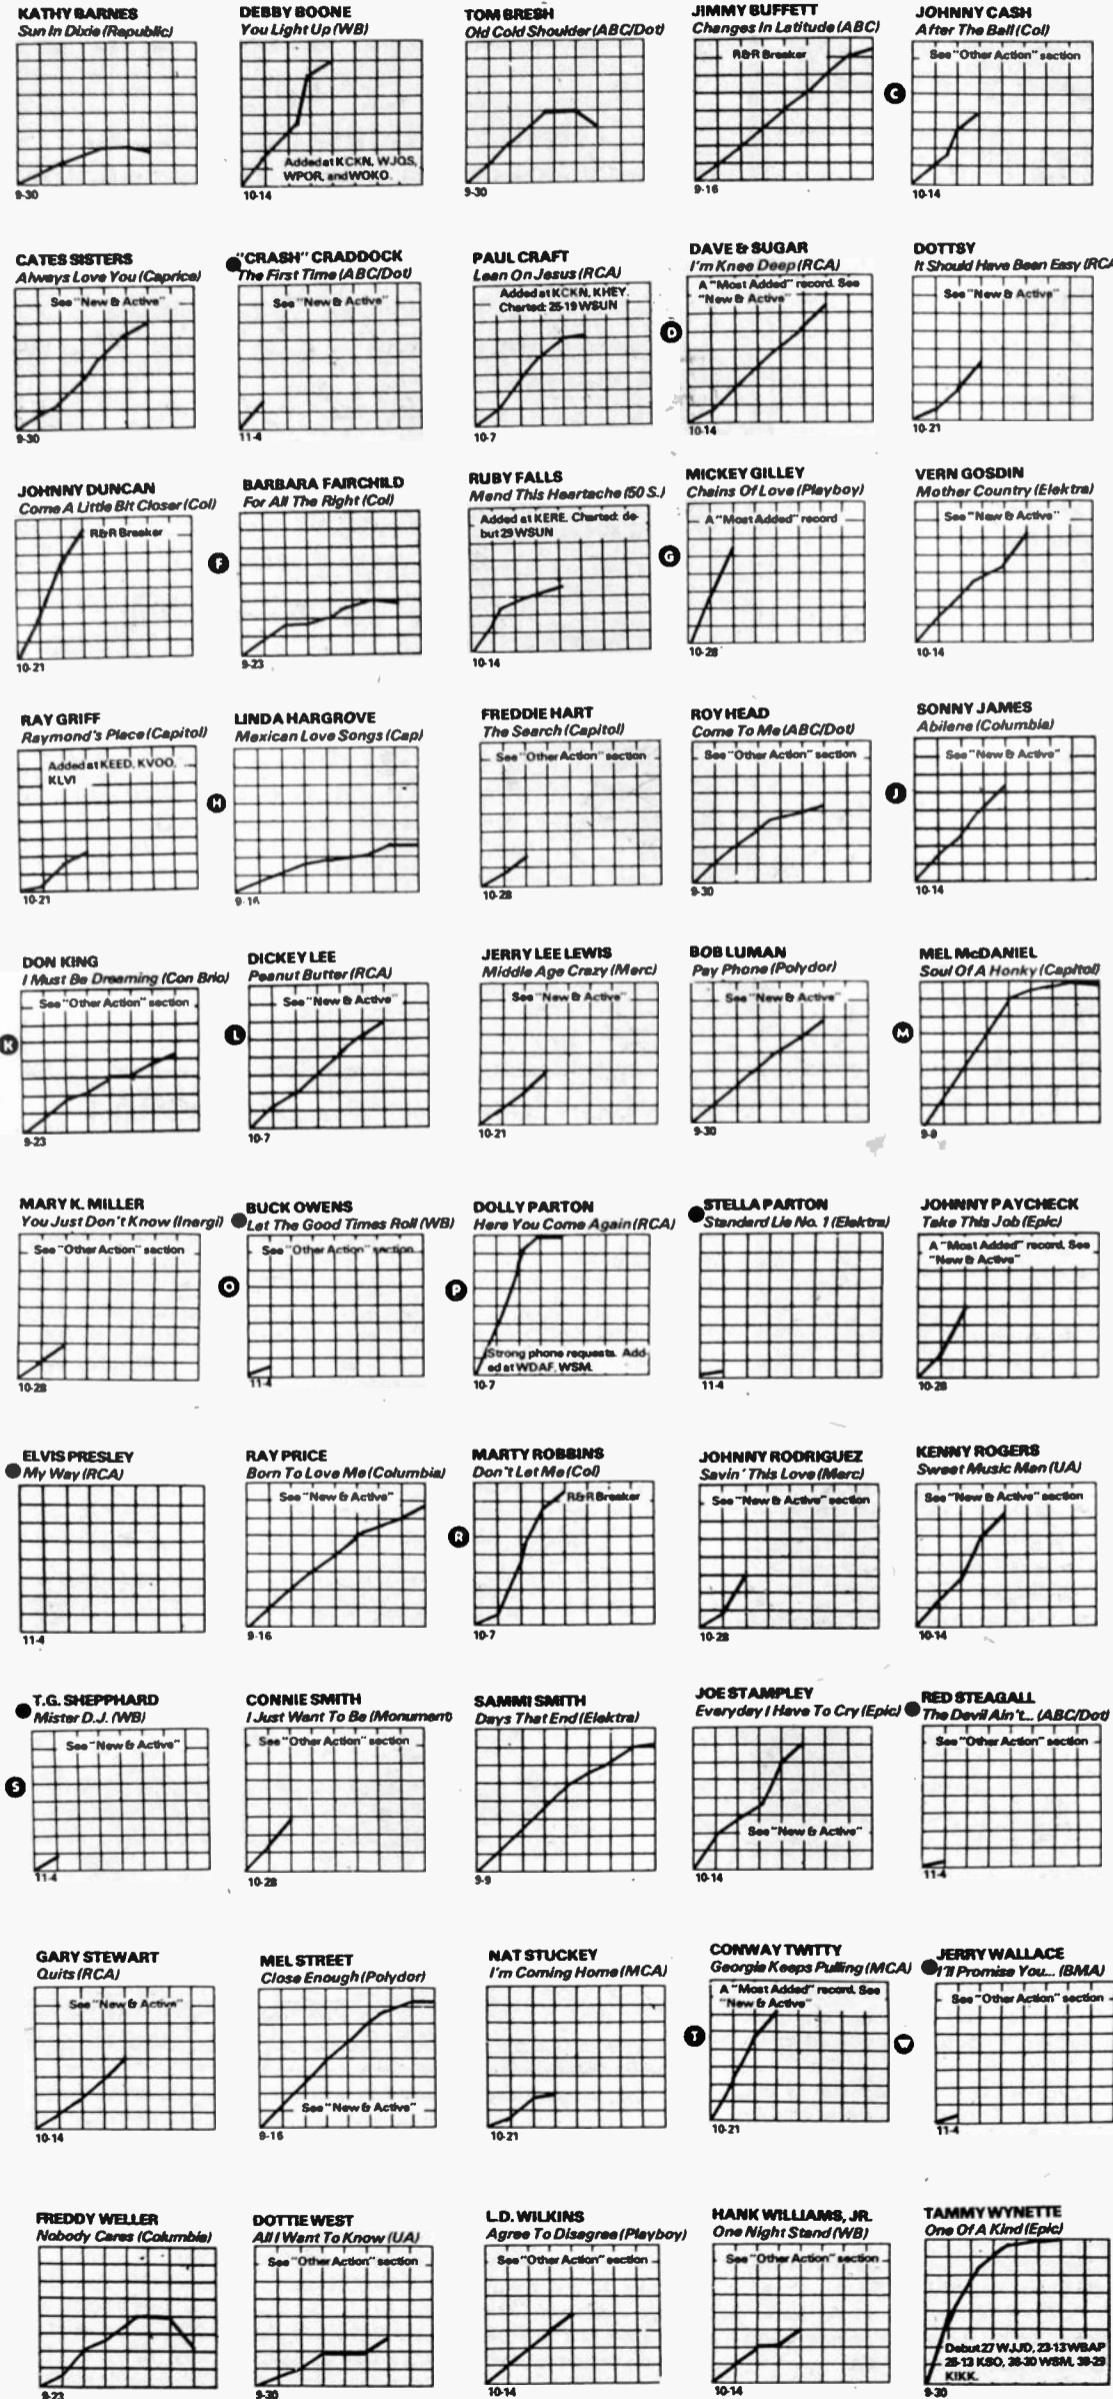 KATHY BARNES
Sun In Dixie (Republic)
9-30
DEBBY BOONE
You Light Up (WB)
Added at KCKN, WJQS,
WPOR, and WOKO.
10-14
TOM BRESH
Old Cold Shoulder (ABC/Dot)
9-30
JIMMY BUFFETT
Changes In Latitude (ABC)
R&R Breaker
9-16
C
JOHNNY CASH
After The Ball (Col)
See "Other Action" section
10-14
CATES SISTERS
Always Love You (Caprice)
See "New & Active"
9-30
"CRASH" CRADDOCK
The First Time (ABC/Dot)
See "New & Active"
11-4
PAUL CRAFT
Lean On Jesus (RCA)
Added at KCKN, KHEY.
Charted: 25-19 WSUN
10-7
D
DAVE & SUGAR
I'm Knee Deep (RCA)
A "Most Added" record. See
"New & Active"
10-14
DOTTSY
It Should Have Been Easy (RCA
See "New & Active"
10-21
JOHNNY DUNCAN
Come A Little Bit Closer (Col)
R&R Breaker
10-21
F
BARBARA FAIRCHILD
For All The Right (Col)
9-23
RUBY FALLS
Mend This Heartache (50 S.)
Added at KERE. Charted: de-
but 29 WSUN
10-14
G
MICKEY GILLEY
Chains Of Love (Playboy)
A "Most Added" record
10-28
VERN GOSDIN
Mother Country (Elektra)
See "New & Active"
10-14
RAY GRIFF
Raymond's Place (Capitol)
Added at KEED, KVOO,
KLVI
10-21
H
LINDA HARGROVE
Mexican Love Songs (Cap)
9-16
FREDDIE HART
The Search (Capitol)
See "Other Action" section
10-28
ROY HEAD
Come To Me (ABC/Dot)
See "Other Action" section
9-30
J
SONNY JAMES
Abilene (Columbia)
See "New & Active"
10-14
K
DON KING
I Must Be Dreaming (Con Brio)
See "Other Action" section
9-23
L
DICKEY LEE
Peanut Butter (RCA)
See "New & Active"
10-7
JERRY LEE LEWIS
Middle Age Crazy (Merc)
See "New & Active"
10-21
BOB LUMAN
Pay Phone (Polydor)
See "New & Active"
9-30
M
MEL McDANIEL
Soul Of A Honky (Capitol)
9-9
MARY K. MILLER
You Just Don't Know (Inergi)
See "Other Action" section
10-28
O
BUCK OWENS
Let The Good Times Roll (WB)
See "Other Action" section
11-4
P
DOLLY PARTON
Here You Come Again (RCA)
Strong phone requests. Add-
ed at WDAF, WSM.
10-7
STELLA PARTON
Standard Lie No. 1 (Elektra)
11-4
JOHNNY PAYCHECK
Take This Job (Epic)
A "Most Added" record. See
"New & Active"
10-28
ELVIS PRESLEY
My Way (RCA)
11-4
RAY PRICE
Born To Love Me (Columbia)
See "New & Active"
9-16
R
MARTY ROBBINS
Don't Let Me (Col)
R&R Breaker
10-7
JOHNNY RODRIGUEZ
Savin' This Love (Merc)
See "New & Active" section
10-28
KENNY ROGERS
Sweet Music Man (UA)
See "New & Active" section
10-14
S
T.G. SHEPPHARD
Mister D.J. (WB)
See "New & Active"
11-4
CONNIE SMITH
I Just Want To Be (Monument)
See "Other Action" section
10-28
SAMMI SMITH
Days That End (Elektra)
9-9
JOE STAMPLEY
Everyday I Have To Cry (Epic)
See "New & Active"
10-14
RED STEAGALL
The Devil Ain't... (ABC/Dot)
See "Other Action" section
11-4
GARY STEWART
Quits (RCA)
See "New & Active"
10-14
MEL STREET
Close Enough (Polydor)
See "New & Active"
9-16
NAT STUCKEY
I'm Coming Home (MCA)
10-21
T
CONWAY TWITTY
Georgia Keeps Pulling (MCA)
A "Most Added" record. See
"New & Active"
10-21
W
JERRY WALLACE
I'll Promise You... (BMA)
See "Other Action" section
11-4
FREDDY WELLER
Nobody Cares (Columbia)
9-23
DOTTIE WEST
All I Want To Know (UA)
See "Other Action" section
9-30
L.D. WILKINS
Agree To Disagree (Playboy)
See "Other Action" section
10-14
HANK WILLIAMS, JR.
One Night Stand (WB)
See "Other Action" section
10-14
TAMMY WYNETTE
One Of A Kind (Epic)
Debut 27 WJJD, 23-13 WBAP
28-13 KSO, 36-30 WSM, 39-29
KIKK.
9-30